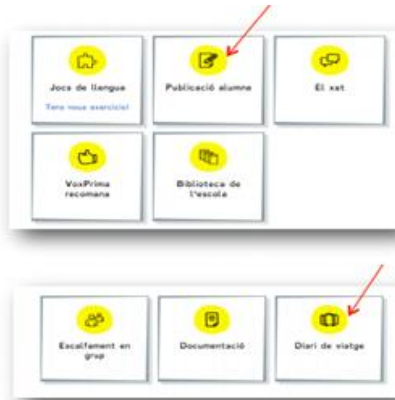 Jocs de llengua
Tens nous exercicis!
Publicació alumne
El xat
VoxPrima
recomana
Biblioteca de
l'escola
Escalfament en
grup
Documentació
Diari de viatge